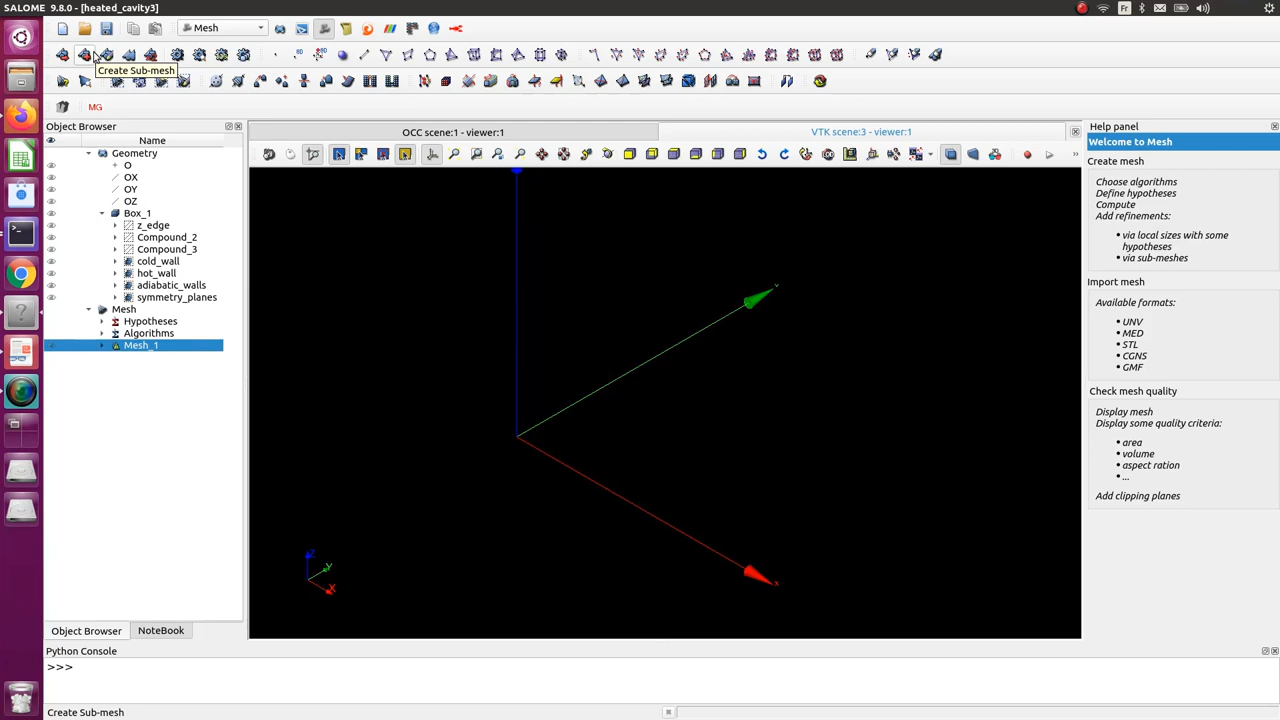 SALOME 9.8.0 - [heated_cavity3]
Fr
Mesh
Create Sub-mesh
MG
Object Browser
Name
Geometry
O
OX
OY
OZ
Box_1
z_edge
Compound_2
Compound_3
cold_wall
hot_wall
adiabatic_walls
symmetry_planes
Mesh
Hypotheses
Algorithms
Mesh_1
OCC scene:1 - viewer:1
VTK scene:3 - viewer:1
Z
Y
X
Help panel
Welcome to Mesh
Create mesh
Choose algorithms
Define hypotheses
Compute
Add refinements:
• via local sizes with some
hypotheses
• via sub-meshes
Import mesh
Available formats:
• UNV
• MED
• STL
• CGNS
• GMF
Check mesh quality
Display mesh
Display some quality criteria:
• area
• volume
• aspect ration
• ...
Add clipping planes
Object Browser
NoteBook
Python Console
>>>
Create Sub-mesh